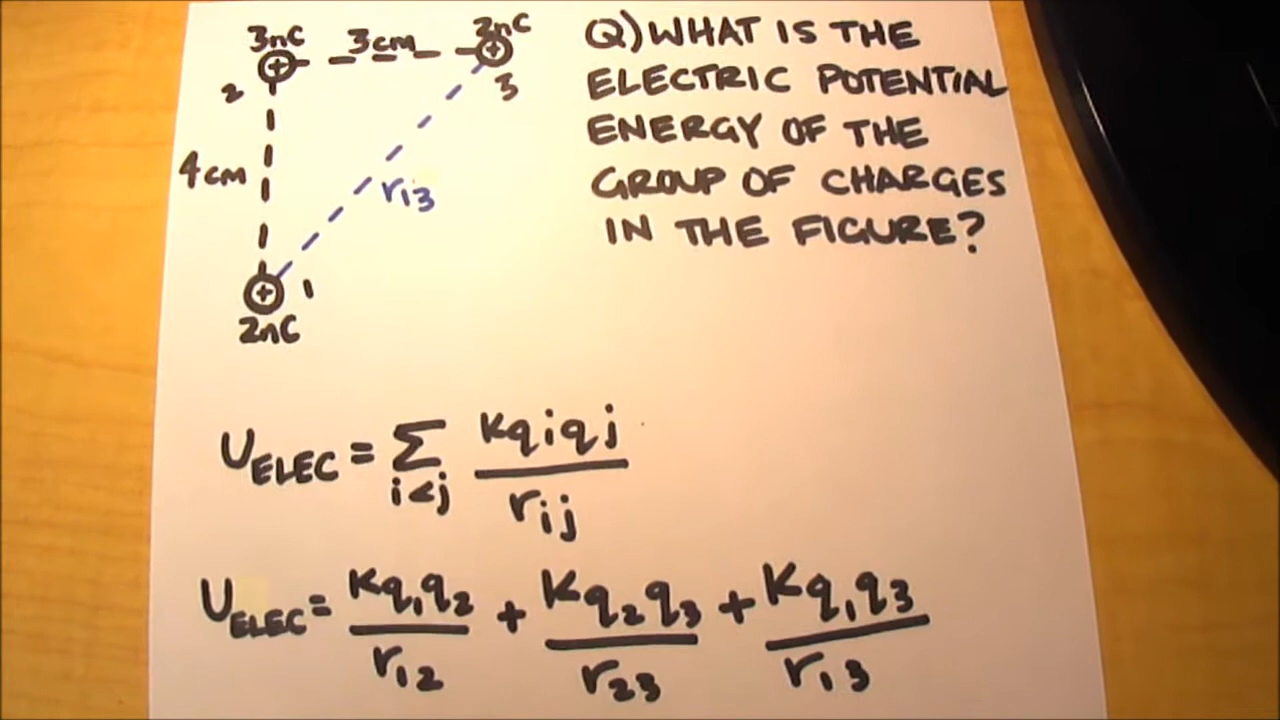 3nC
3cm
2nC
2
3
4cm
r13
1
2nC
Q) WHAT IS THE
ELECTRIC POTENTIAL
ENERGY OF THE
GROUP OF CHARGES
IN THE FIGURE?
UELEC = Σ i<j kqiqj / rij
UELEC = kq1q2 / r12 + kq2q3 / r23 + kq1q3 / r13